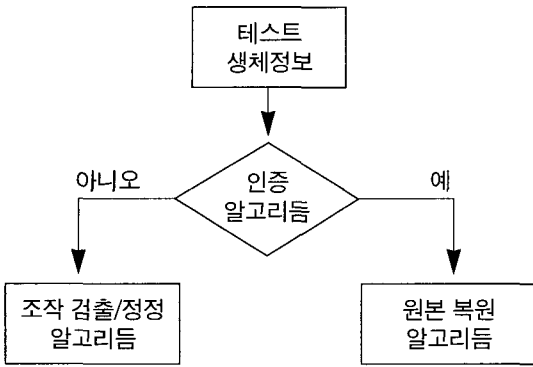 테스트
생체정보
아니오
인증
알고리듬
예
조작 검출/정정
알고리듬
원본 복원
알고리듬